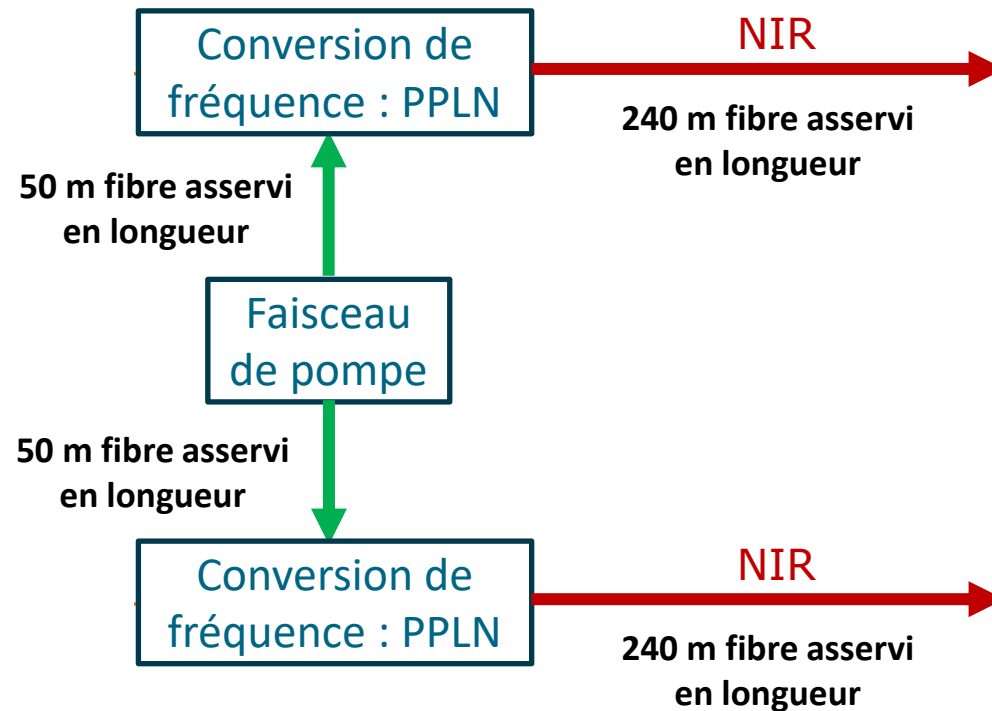 Conversion de
fréquence : PPLN
NIR
240 m fibre asservi
en longueur
50 m fibre asservi
en longueur
Faisceau
de pompe
50 m fibre asservi
en longueur
Conversion de
fréquence : PPLN
NIR
240 m fibre asservi
en longueur